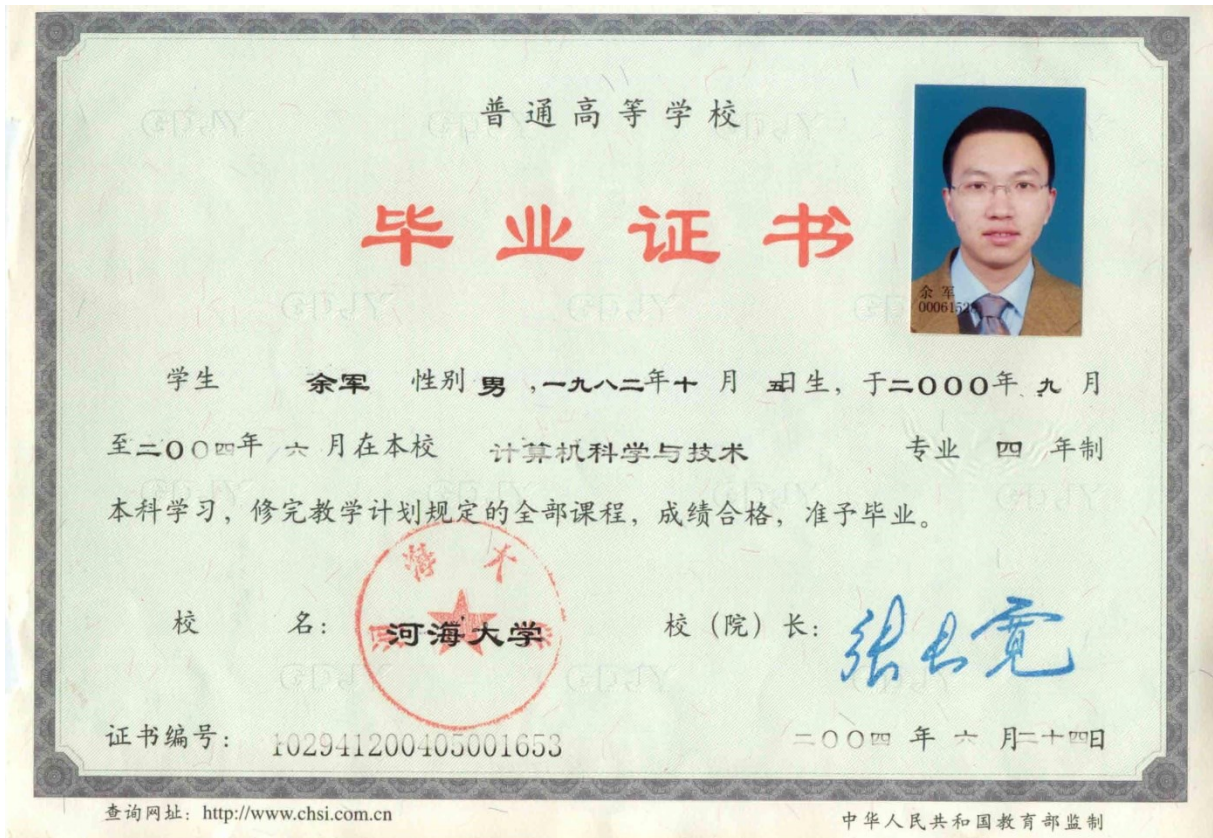 普通高等学校
毕业证书
余军
学生 余军 性别 男 ,一九八二年十 月 五日生, 于二000年 九 月
至二00四年 六 月在本校 计算机科学与技术 专业 四 年制
本科学习, 修完教学计划规定的全部课程, 成绩合格, 准予毕业。
校 名: 河海大学 校 (院) 长: 张长宽
证书编号: 102941200405001653 二00四 年 六 月二十四日
查询网址: http://www.chsi.com.cn 中华人民共和国教育部监制